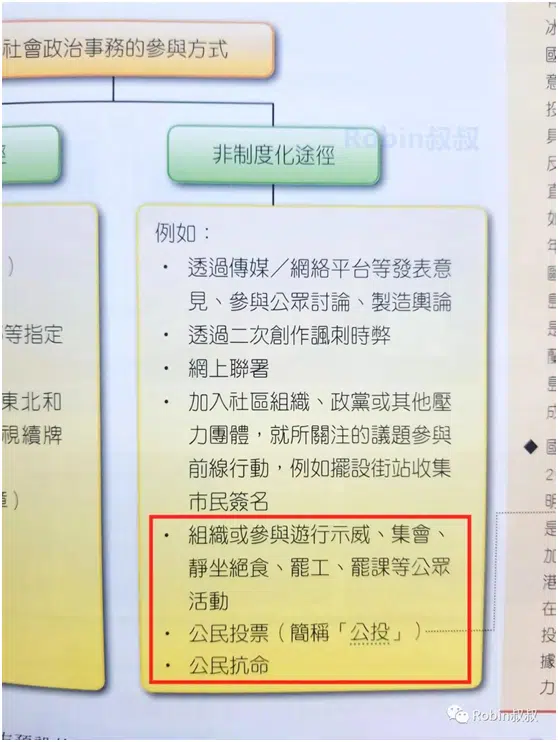 社會政治事務的參與方式
徑
非制度化途徑
Robin叔叔
例如：
• 透過傳媒／網絡平台等發表意
見、參與公眾討論、製造輿論
• 透過二次創作諷刺時弊
• 網上聯署
• 加入社區組織、政黨或其他壓
力團體，就所關注的議題參與
前線行動，例如擺設街站收集
市民簽名
• 組織或參與遊行示威、集會、
靜坐絕食、罷工、罷課等公眾
活動
• 公民投票（簡稱「公投」）
• 公民抗命
）
等指定
東北和
視續牌
）
冰
國
意
投
具
反
直
如
年
島
是
島
成
◆ 國
2
明
是
加
港
在
投
據
力
Robin叔叔